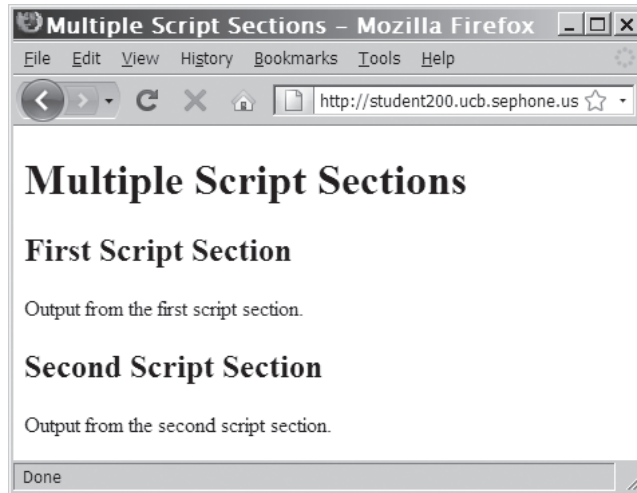 Multiple Script Sections – Mozilla Firefox
File Edit View History Bookmarks Tools Help
http://student200.ucb.sephone.us
Multiple Script Sections
First Script Section
Output from the first script section.
Second Script Section
Output from the second script section.
Done